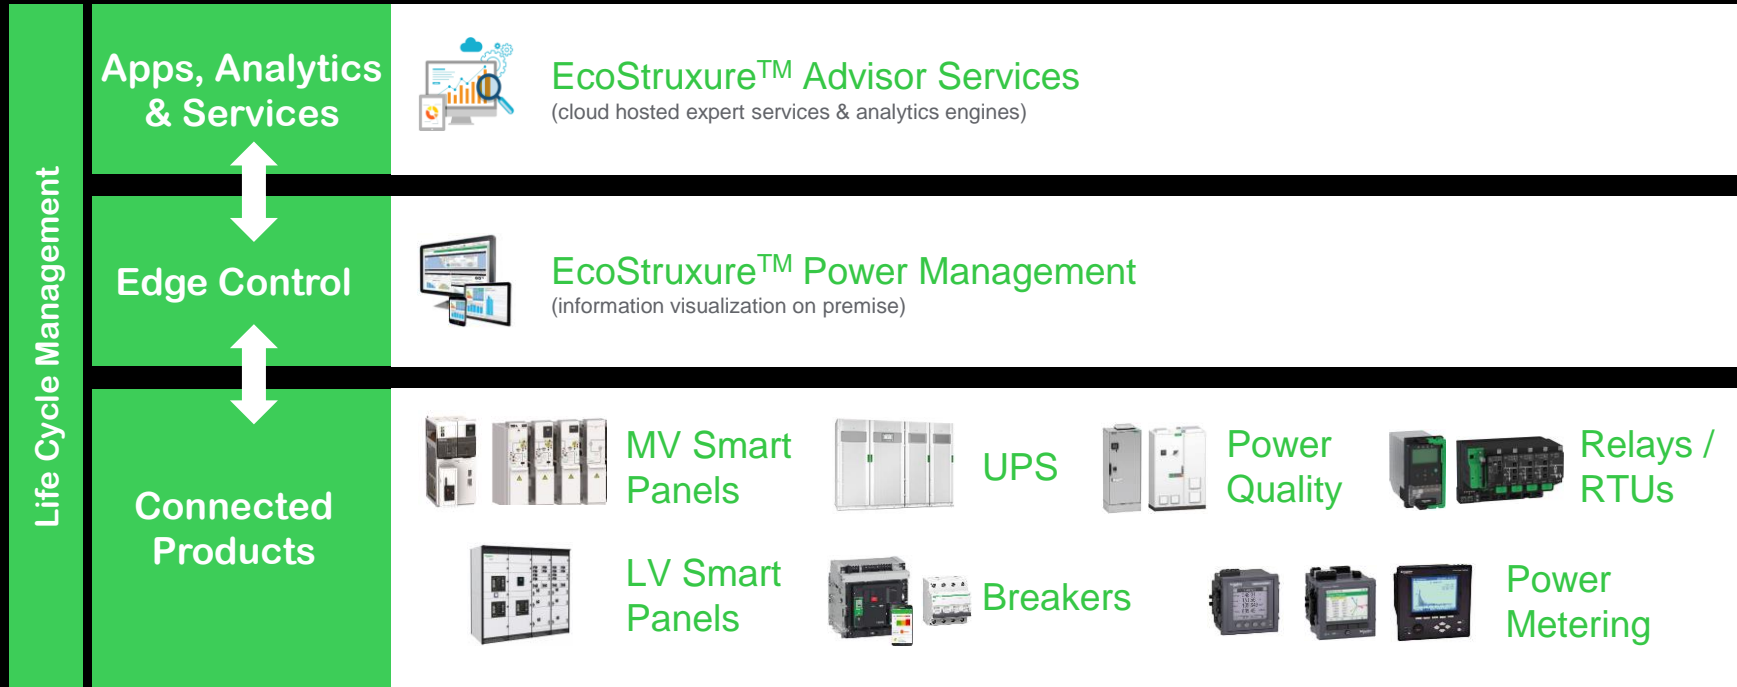 Life Cycle Management
Apps, Analytics
& Services
EcoStruxure™ Advisor Services
(cloud hosted expert services & analytics engines)
Edge Control
EcoStruxure™ Power Management
(information visualization on premise)
Connected
Products
MV Smart
Panels
UPS
Power
Quality
Relays /
RTUs
LV Smart
Panels
Breakers
Power
Metering